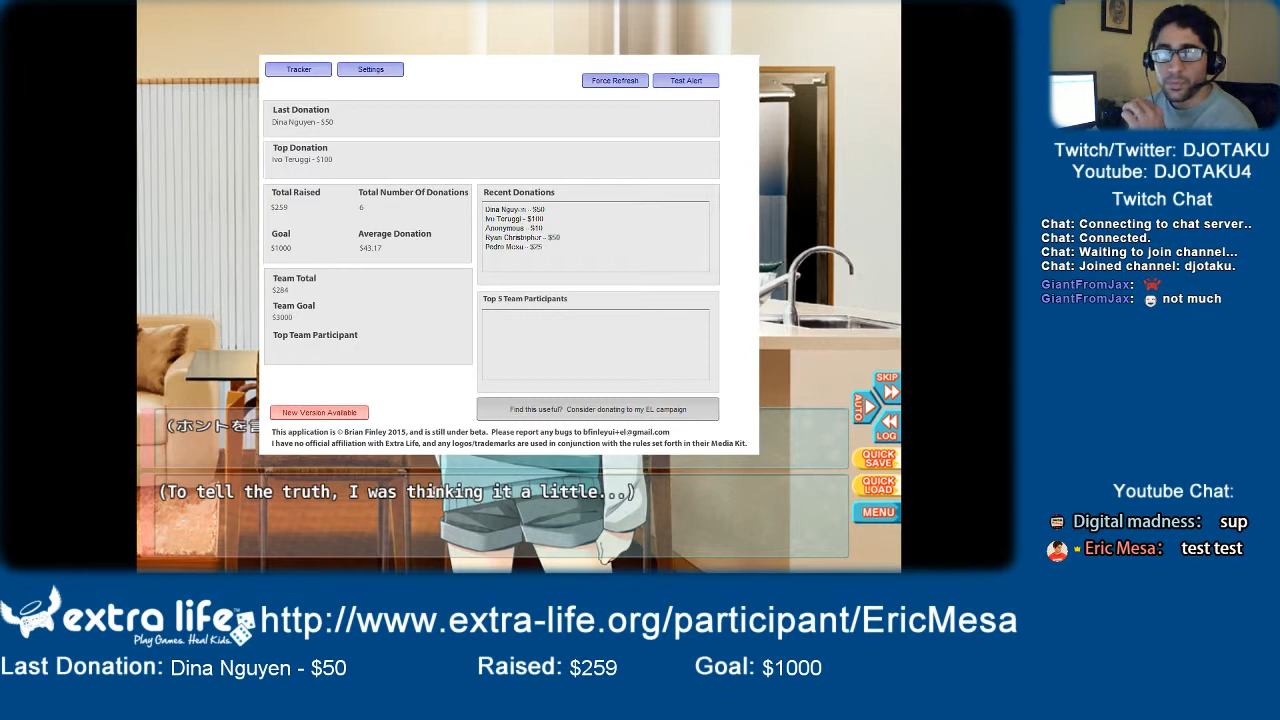 Tracker
Settings
Force Refresh
Test Alert
Last Donation
Dina Nguyen - $50
Top Donation
Ivo Teruggi - $100
Total Raised
$259
Total Number Of Donations
6
Goal
$1000
Average Donation
$43.17
Recent Donations
Dina Nguyen - $50
Ivo Teruggi - $100
Anonymous - $10
Ryan Christopher - $50
Pedro Mesa - $25
Team Total
$284
Team Goal
$3000
Top Team Participant
Top 5 Team Participants
New Version Available
Find this useful? Consider donating to my EL campaign
This application is © Brian Finley 2015, and is still under beta. Please report any bugs to bfinleyui+el@gmail.com
I have no official affiliation with Extra Life, and any logos/trademarks are used in conjunction with the rules set forth in their Media Kit.
(ホントを
(To tell the truth, I was thinking it a little...)
SKIP
AUTO
LOG
QUICK SAVE
QUICK LOAD
MENU
Twitch/Twitter: DJOTAKU
Youtube: DJOTAKU4
Twitch Chat
Chat: Connecting to chat server..
Chat: Connected.
Chat: Waiting to join channel...
Chat: Joined channel: djotaku.
GiantFromJax:
GiantFromJax: not much
Youtube Chat:
Digital madness: sup
Eric Mesa: test test
extra life™
Play Games. Heal Kids.
http://www.extra-life.org/participant/EricMesa
Last Donation: Dina Nguyen - $50
Raised: $259
Goal: $1000